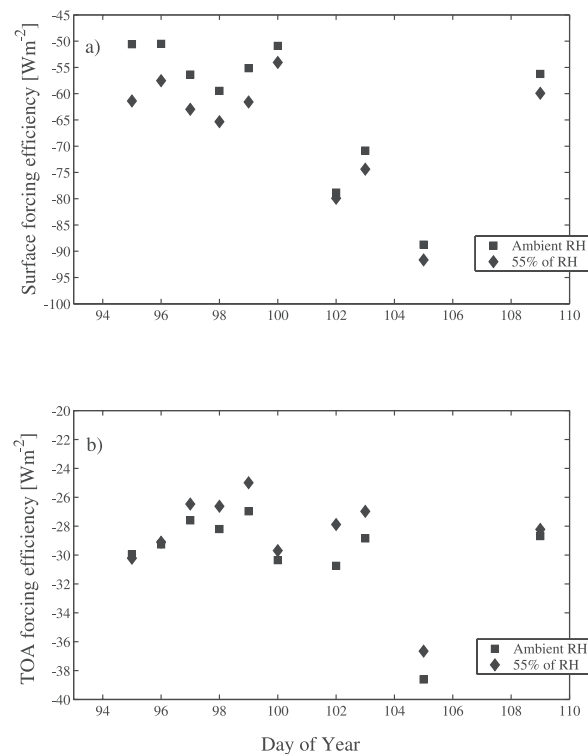 a)
Surface forcing efficiency [Wm-2]
-45
-50
-55
-60
-65
-70
-75
-80
-85
-90
-95
-100
94 96 98 100 102 104 106 108 110
Ambient RH
55% of RH
b)
TOA forcing efficiency [Wm-2]
-20
-22
-24
-26
-28
-30
-32
-34
-36
-38
-40
94 96 98 100 102 104 106 108 110
Ambient RH
55% of RH
Day of Year